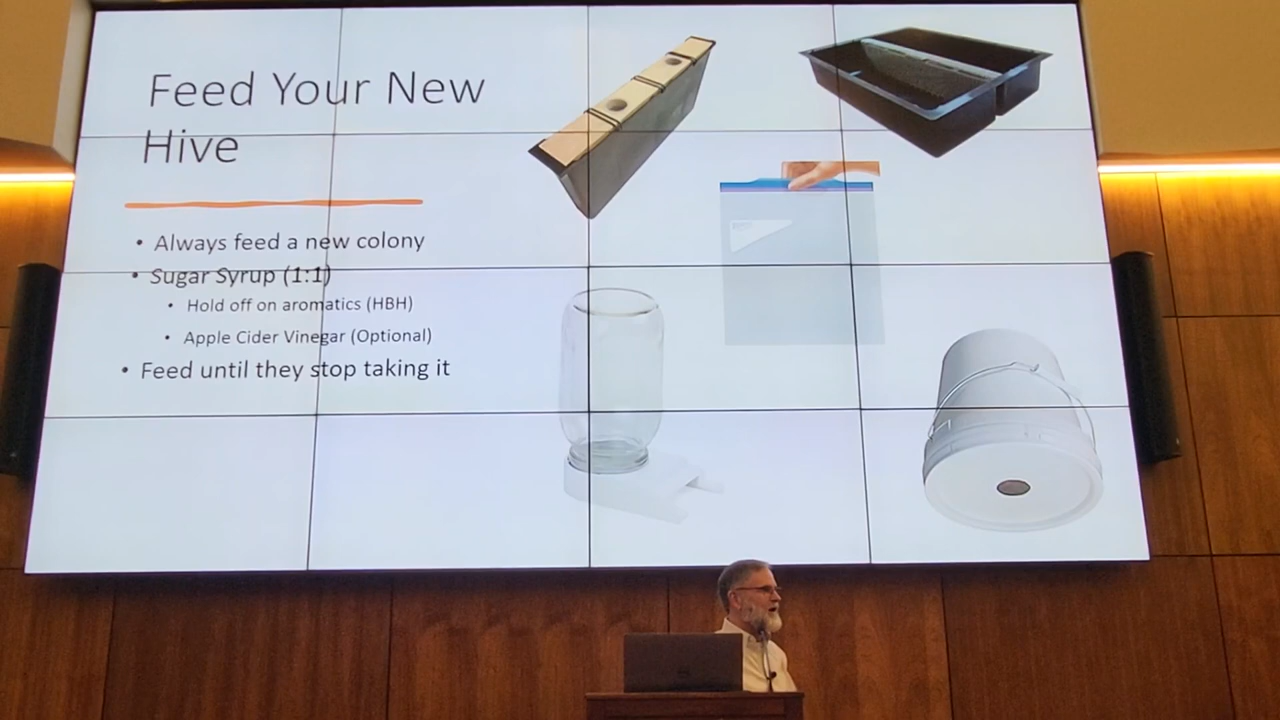 Feed Your New
Hive
• Always feed a new colony
• Sugar Syrup (1:1)
• Hold off on aromatics (HBH)
• Apple Cider Vinegar (Optional)
• Feed until they stop taking it